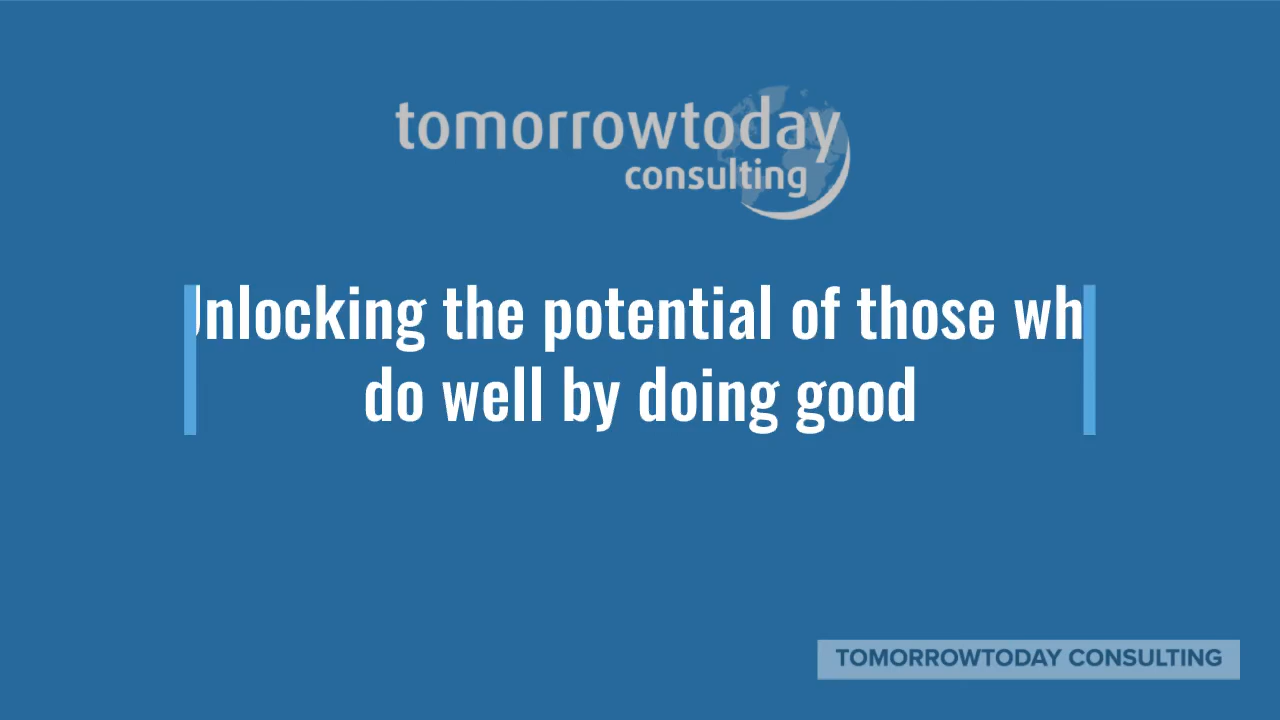 tomorrowtoday
consulting
Unlocking the potential of those wh
do well by doing good
TOMORROWTODAY CONSULTING